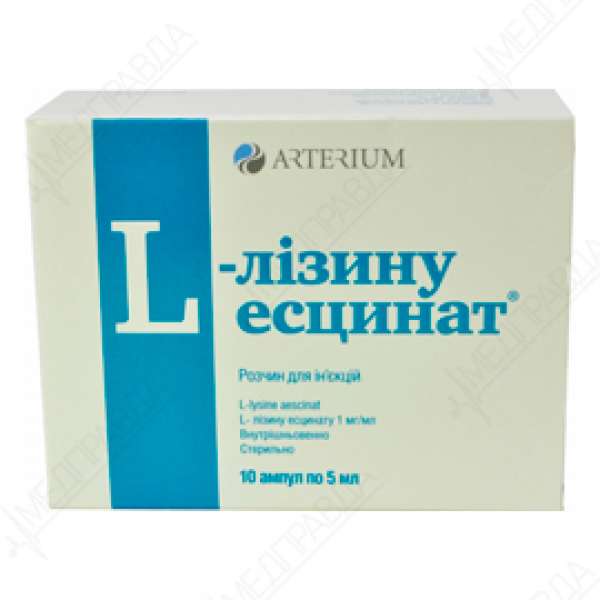 ARTERIUM
L-лізину
есцинат®
Розчин для ін'єкцій
L-lysine aescinat
L- лізину есцинату 1 мг/мл
Внутрішньовенно
Стерильно
10 ампул по 5 мл
МЕДПРАВДА